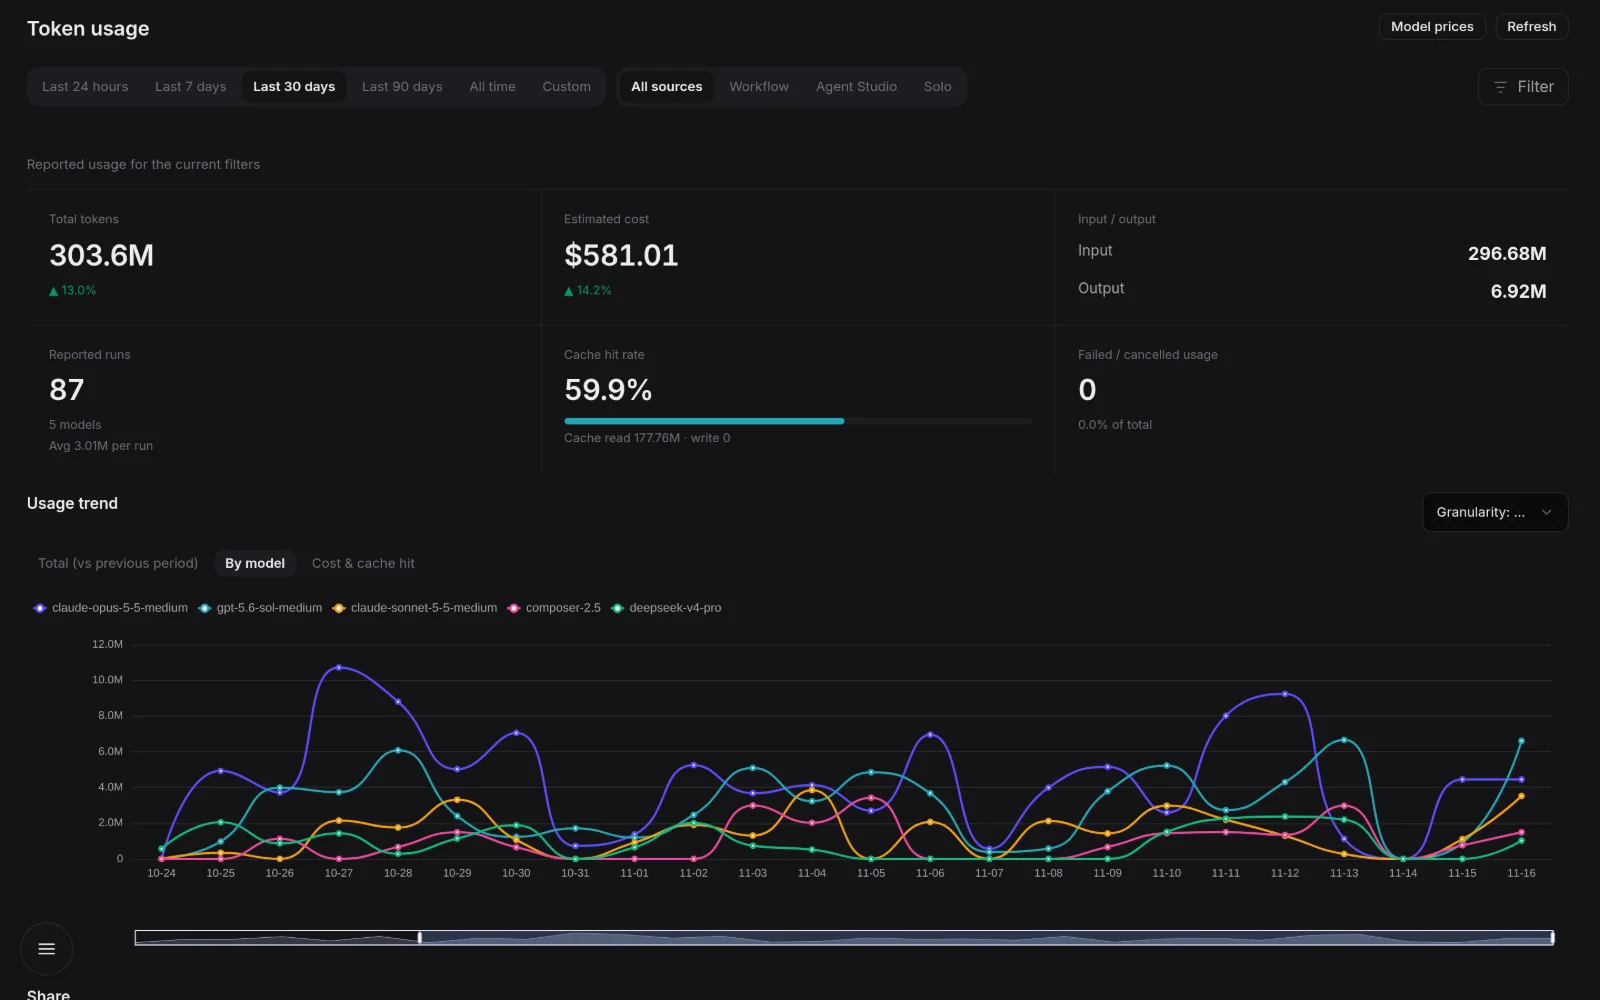 Token usage
Model prices
Refresh
Last 24 hours
Last 7 days
Last 30 days
Last 90 days
All time
Custom
All sources
Workflow
Agent Studio
Solo
Filter
Reported usage for the current filters
Total tokens
303.6M
▲ 13.0%
Estimated cost
$581.01
▲ 14.2%
Input / output
Input 296.68M
Output 6.92M
Reported runs
87
5 models
Avg 3.01M per run
Cache hit rate
59.9%
Cache read 177.76M · write 0
Failed / cancelled usage
0
0.0% of total
Usage trend
Granularity: ...
Total (vs previous period)
By model
Cost & cache hit
claude-opus-5-5-medium
gpt-5.6-sol-medium
claude-sonnet-5-5-medium
composer-2.5
deepseek-v4-pro
12.0M
10.0M
8.0M
6.0M
4.0M
2.0M
0
10-24 10-25 10-26 10-27 10-28 10-29 10-30 10-31 11-01 11-02 11-03 11-04 11-05 11-06 11-07 11-08 11-09 11-10 11-11 11-12 11-13 11-14 11-15 11-16
Share